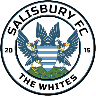 SALISBURY FC
20 15
THE WHITES